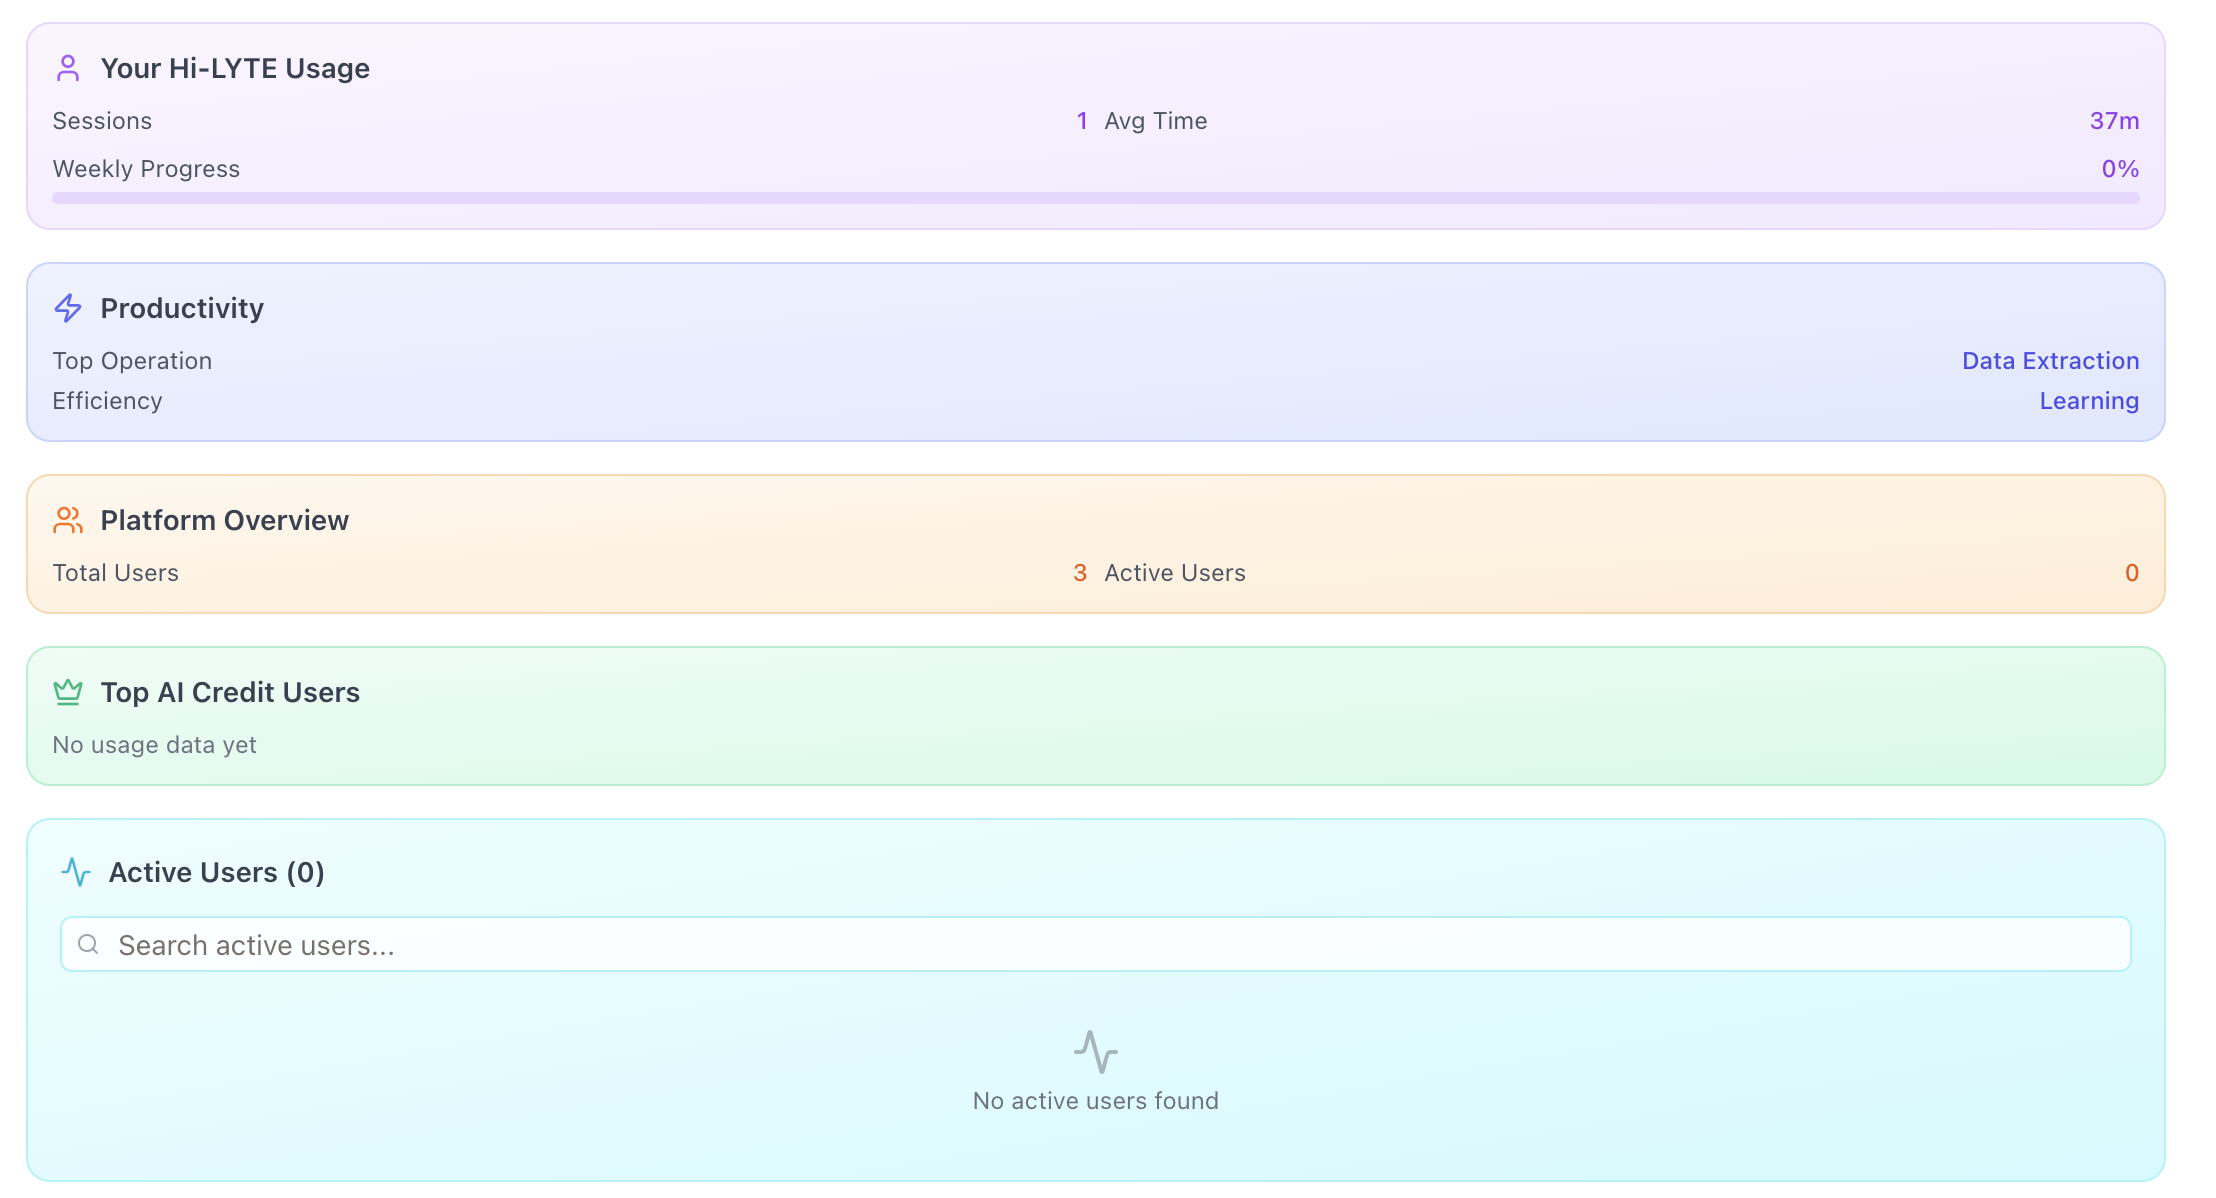 Your Hi-LYTE Usage
Sessions 1 Avg Time 37m
Weekly Progress 0%
Productivity
Top Operation Data Extraction
Efficiency Learning
Platform Overview
Total Users 3 Active Users 0
Top AI Credit Users
No usage data yet
Active Users (0)
Search active users...
No active users found